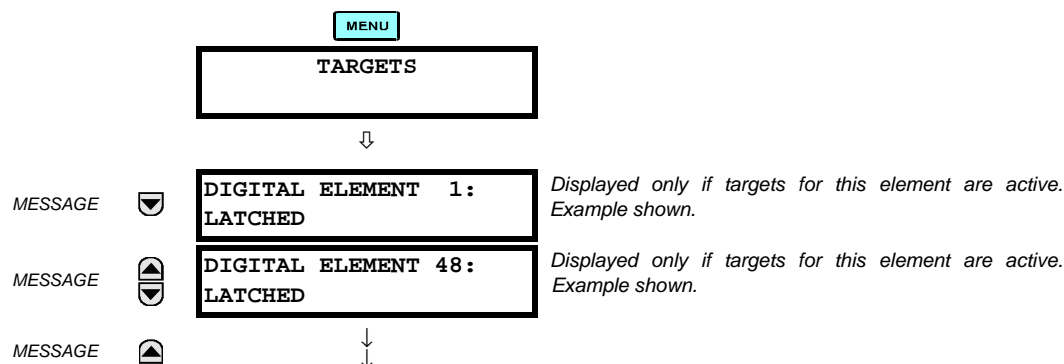 MENU
TARGETS
MESSAGE
DIGITAL ELEMENT 1:
LATCHED
Displayed only if targets for this element are active.
Example shown.
MESSAGE
DIGITAL ELEMENT 48:
LATCHED
Displayed only if targets for this element are active.
Example shown.
MESSAGE